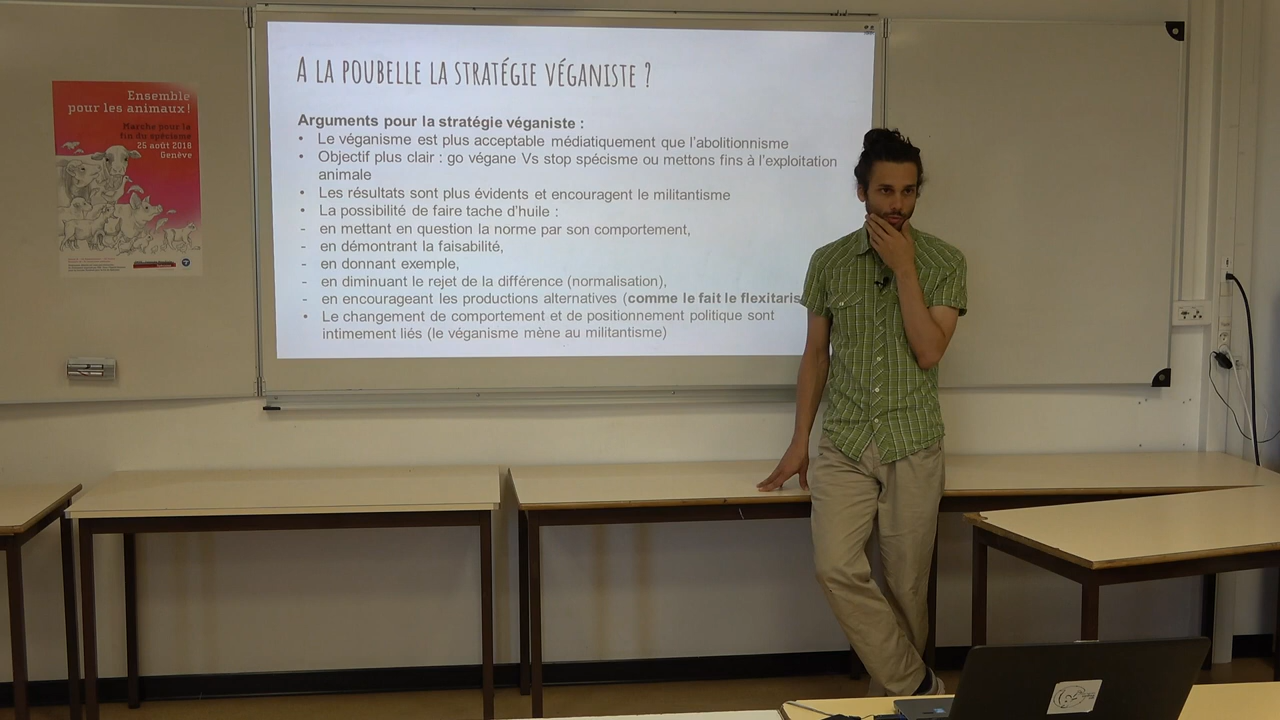 Ensemble
pour les animaux!
Marche pour la
fin du spécisme
25 août 2018
Genève
A LA POUBELLE LA STRATÉGIE VÉGANISTE ?
Arguments pour la stratégie véganiste :
• Le véganisme est plus acceptable médiatiquement que l'abolitionnisme
• Objectif plus clair : go végane Vs stop spécisme ou mettons fins à l'exploitation
animale
• Les résultats sont plus évidents et encouragent le militantisme
• La possibilité de faire tache d'huile :
- en mettant en question la norme par son comportement,
- en démontrant la faisabilité,
- en donnant exemple,
- en diminuant le rejet de la différence (normalisation),
- en encourageant les productions alternatives (comme le fait le flexitaris
• Le changement de comportement et de positionnement politique sont
intimement liés (le véganisme mène au militantisme)